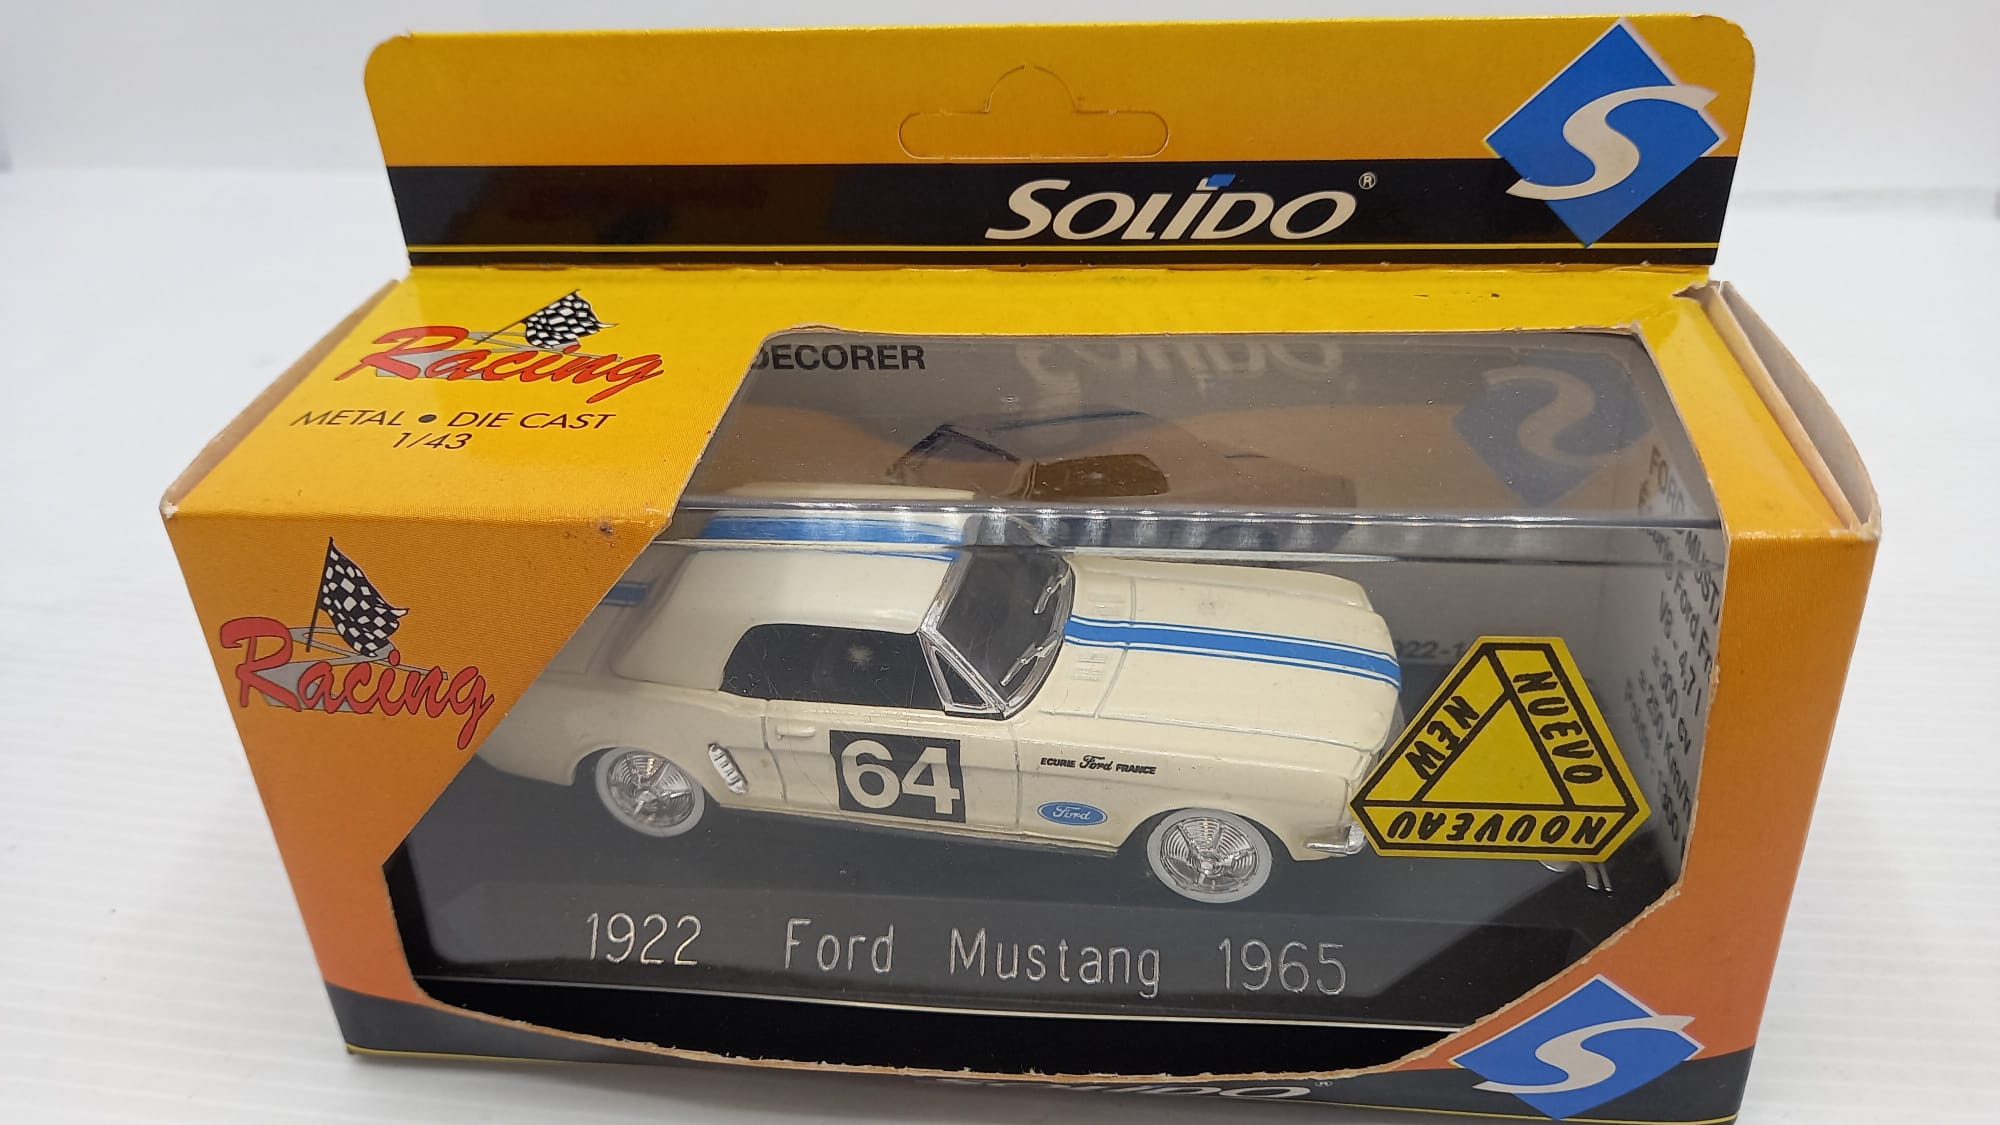 S
SOLIDO®
Racing
METAL • DIE CAST
1/43
DECORER
Racing
64
ECURIE Ford FRANCE
Ford
NUEVO
NEW
NOUVEAU
1922 Ford Mustang 1965
S